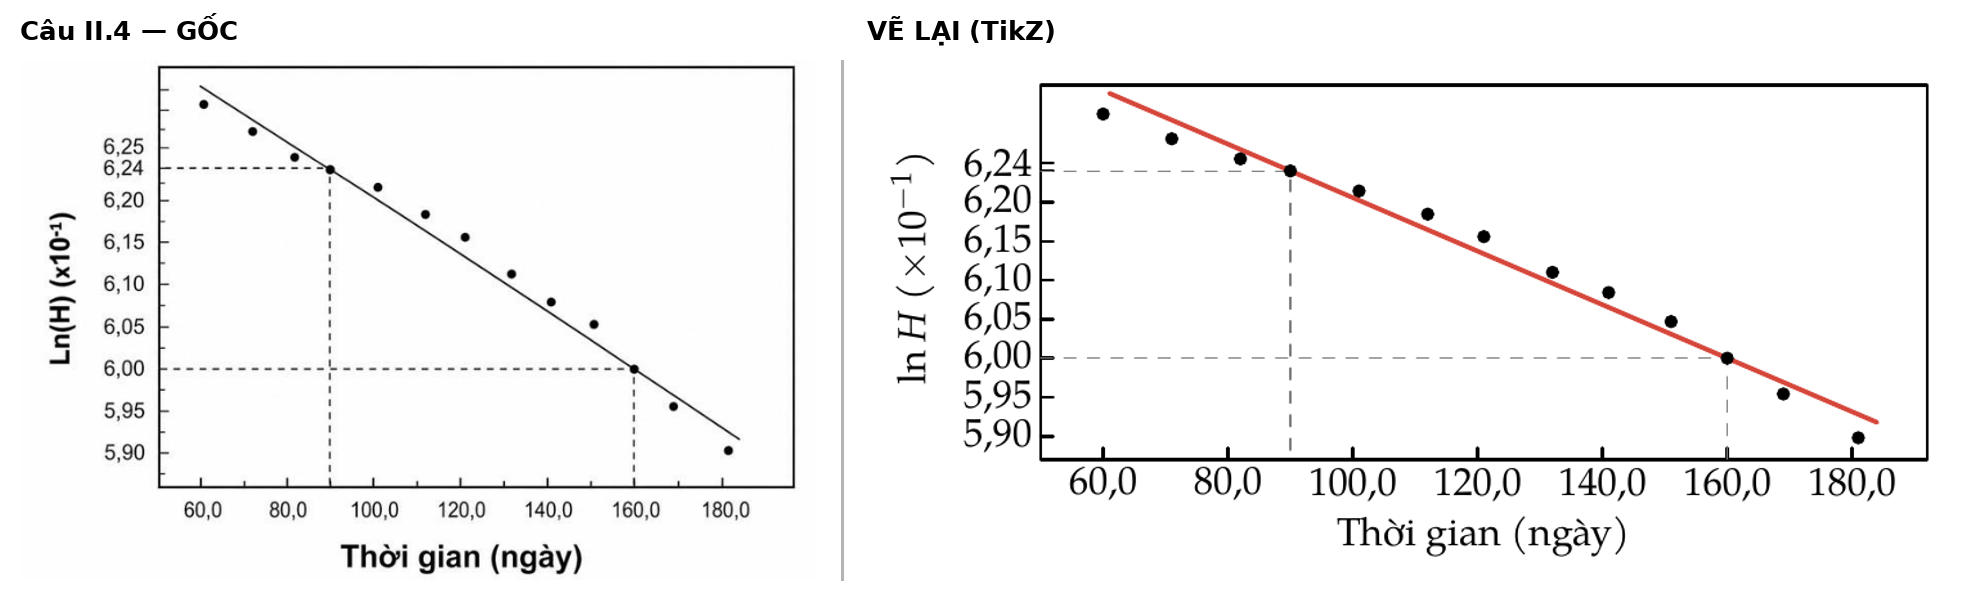 Câu II.4 — GỐC
6,25
6,24
6,20
6,15
6,10
6,05
6,00
5,95
5,90
Ln(H) (x10⁻¹)
60,0 80,0 100,0 120,0 140,0 160,0 180,0
Thời gian (ngày)
VẼ LẠI (TikZ)
6,24
6,20
6,15
6,10
6,05
6,00
5,95
5,90
ln H (×10⁻¹)
60,0 80,0 100,0 120,0 140,0 160,0 180,0
Thời gian (ngày)